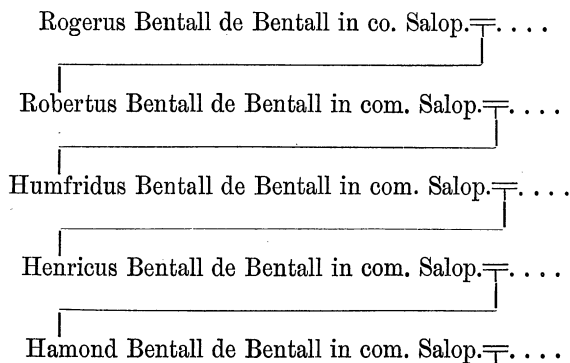 Rogerus Bentall de Bentall in co. Salop.=. . . .
Robertus Bentall de Bentall in com. Salop.=. . . .
Humfridus Bentall de Bentall in com. Salop.=. . . .
Henricus Bentall de Bentall in com. Salop.=. . . .
Hamond Bentall de Bentall in com. Salop.=. . . .